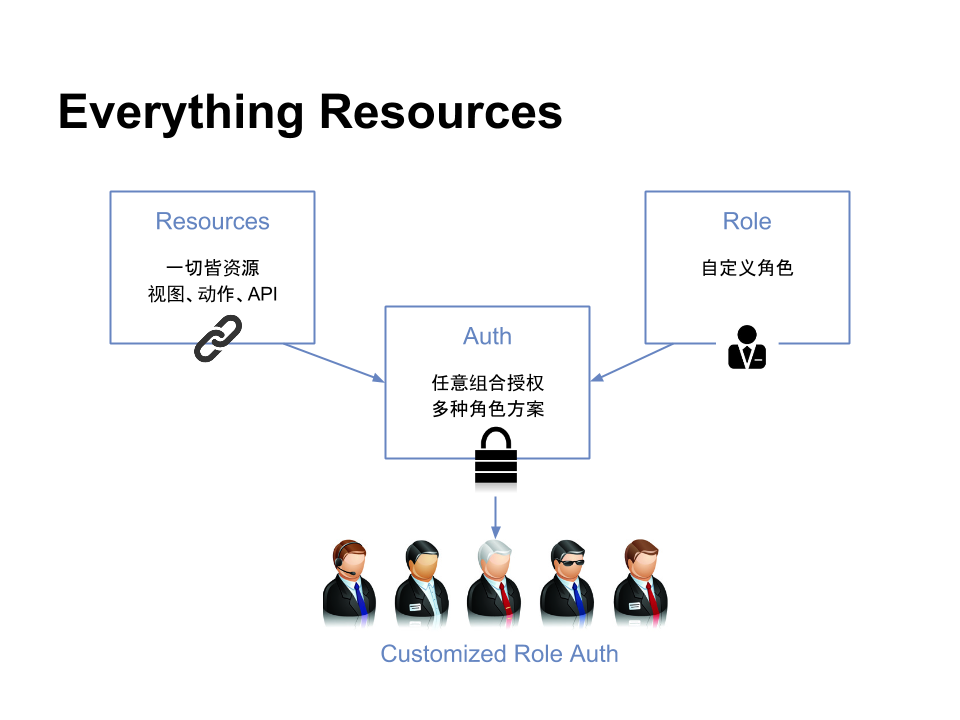 Everything Resources
Resources
一切皆资源
视图、动作、API
Role
自定义角色
Auth
任意组合授权
多种角色方案
Customized Role Auth